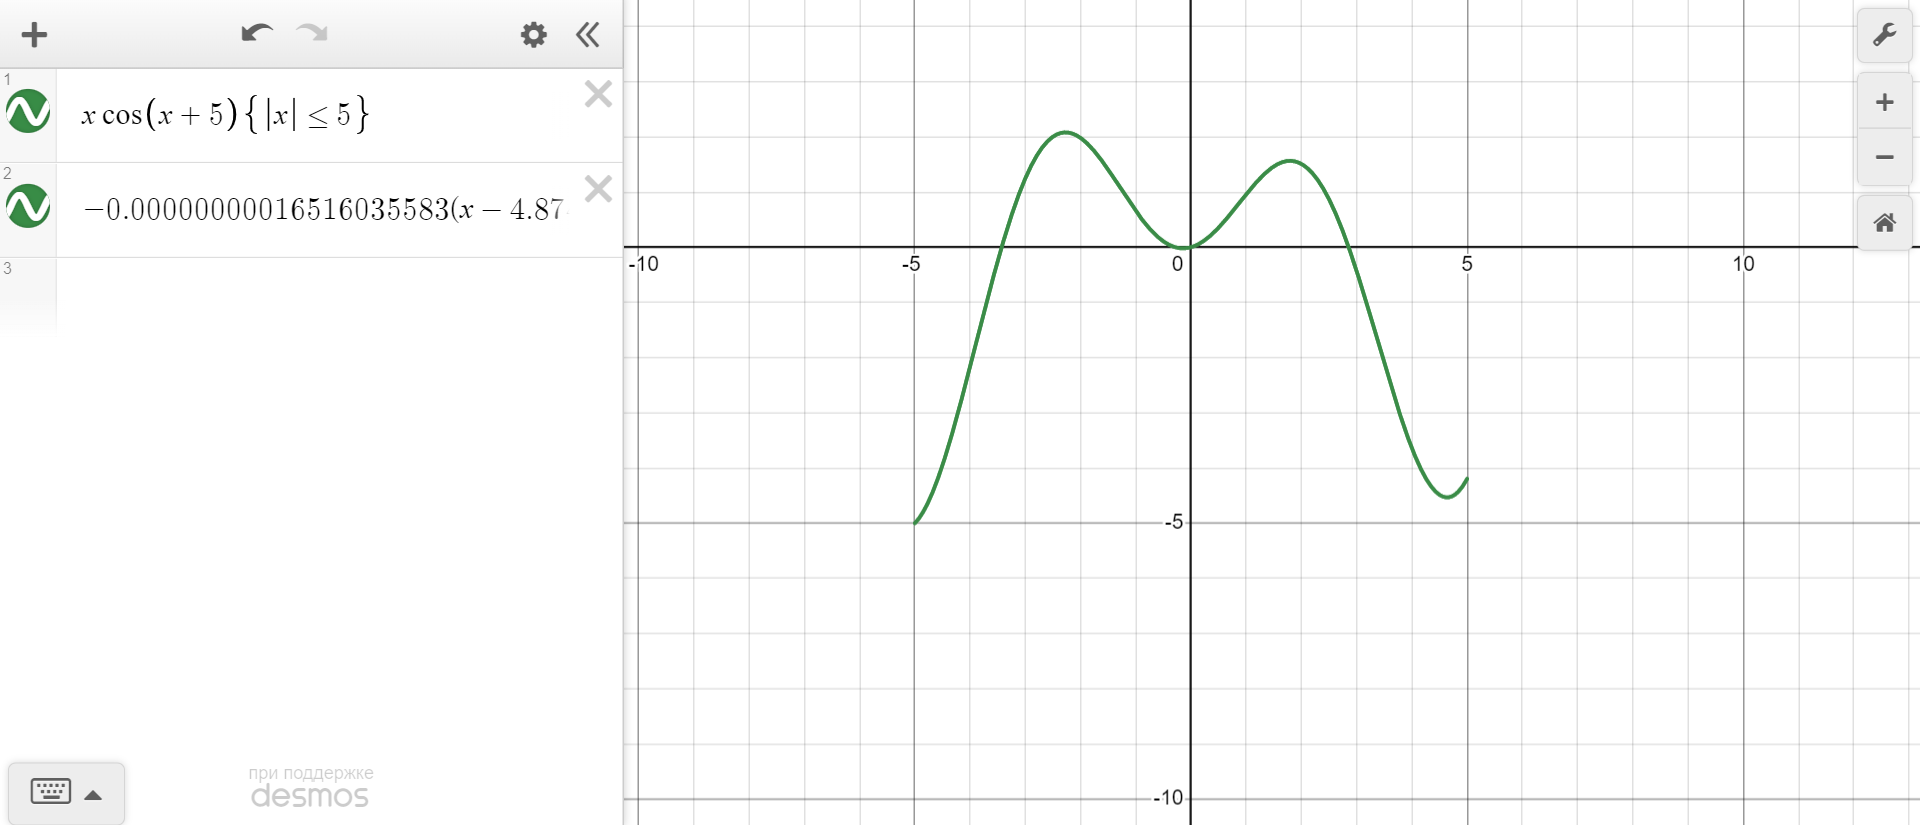 1
x cos(x + 5) {|x| ≤ 5}
2
−0.00000000016516035583(x − 4.87
3
при поддержке
desmos
-10
-5
0
5
10
-5
-10